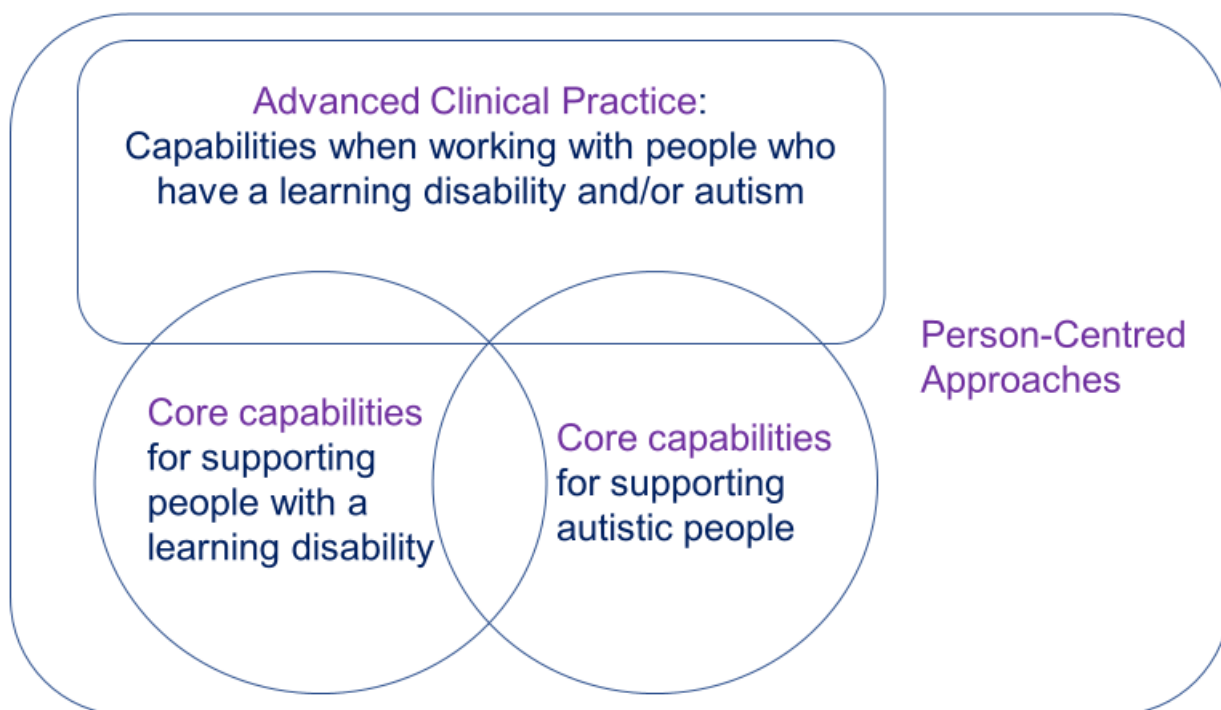 Advanced Clinical Practice:
Capabilities when working with people who
have a learning disability and/or autism
Person-Centred
Approaches
Core capabilities
for supporting
people with a
learning disability
Core capabilities
for supporting
autistic people